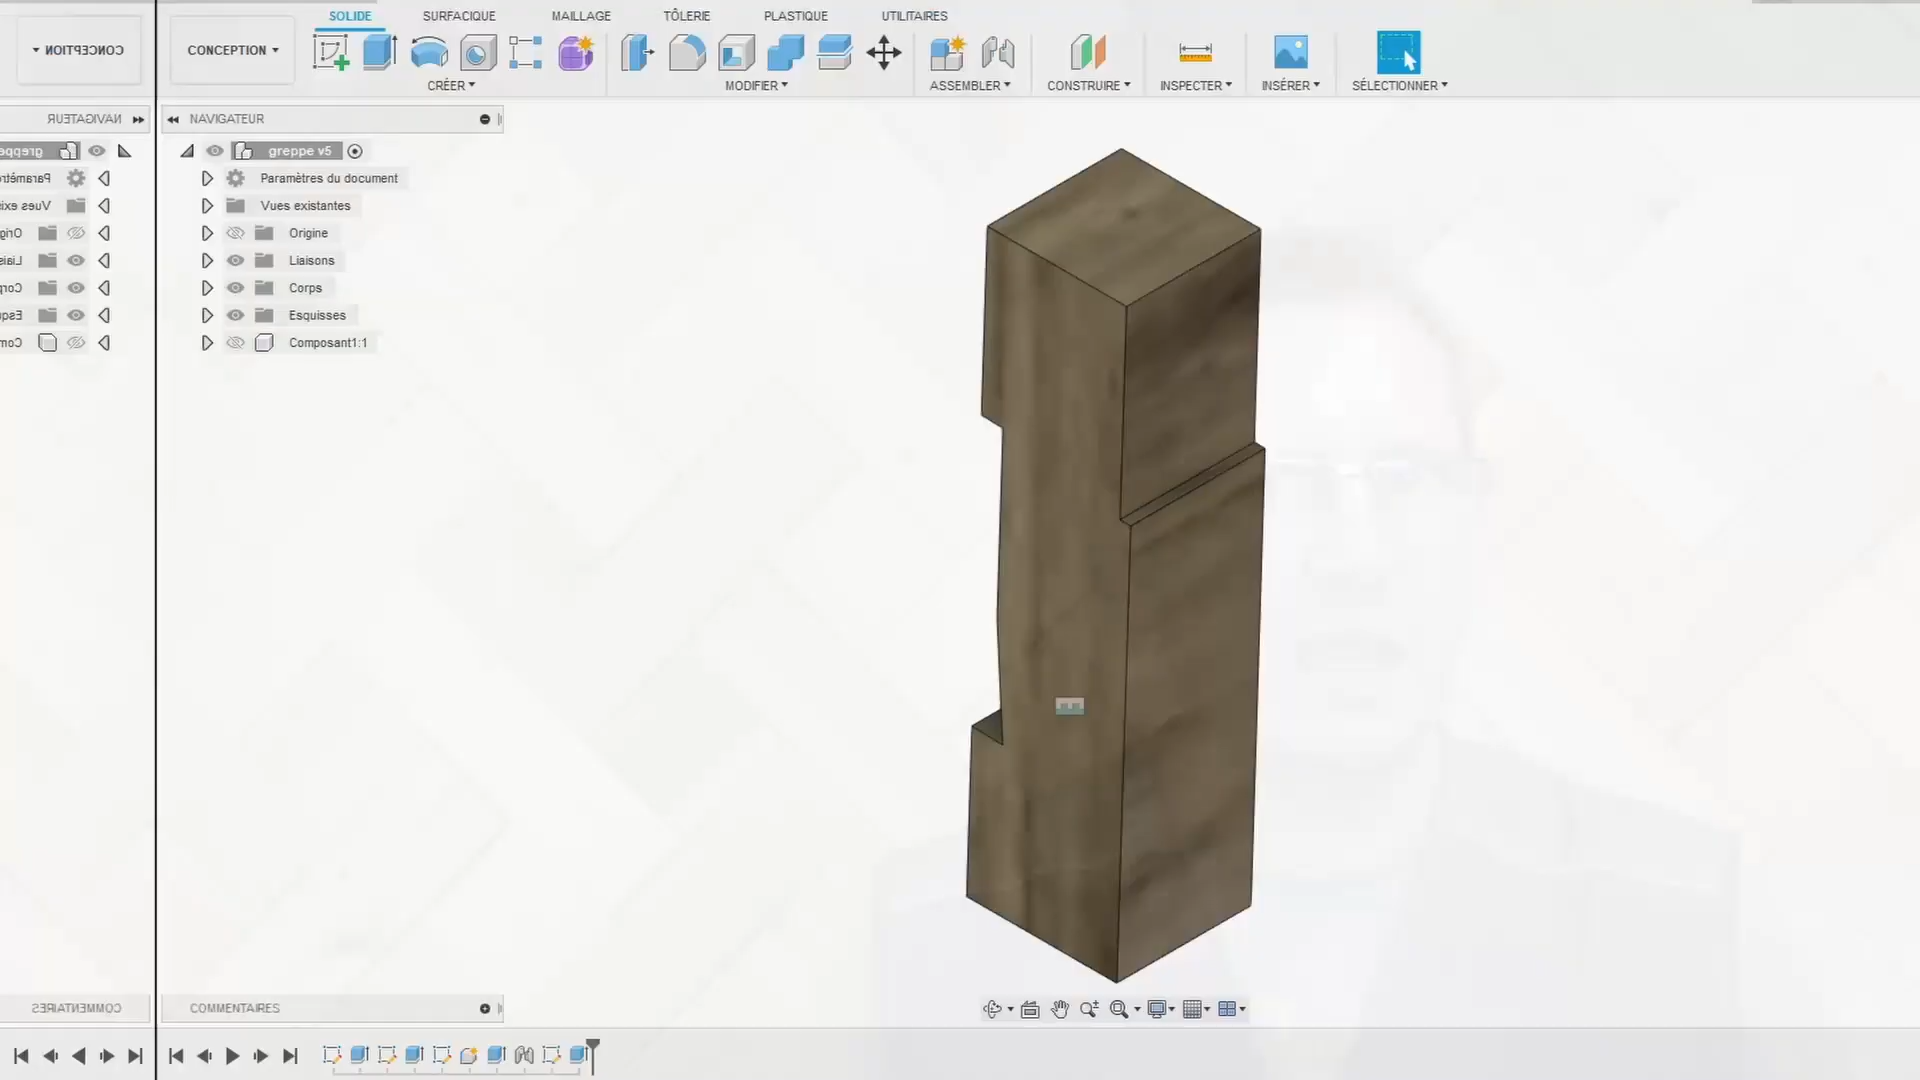 SOLIDE SURFACIQUE MAILLAGE TÔLERIE PLASTIQUE UTILITAIRES
CONCEPTION
CONCEPTION
CRÉER MODIFIER ASSEMBLER CONSTRUIRE INSPECTER INSÉRER SÉLECTIONNER
NAVIGATEUR
NAVIGATEUR
greppe v5
Paramètres du document
Vues existantes
Origine
Liaisons
Corps
Esquisses
Composant1:1
COMMENTAIRES
COMMENTAIRES